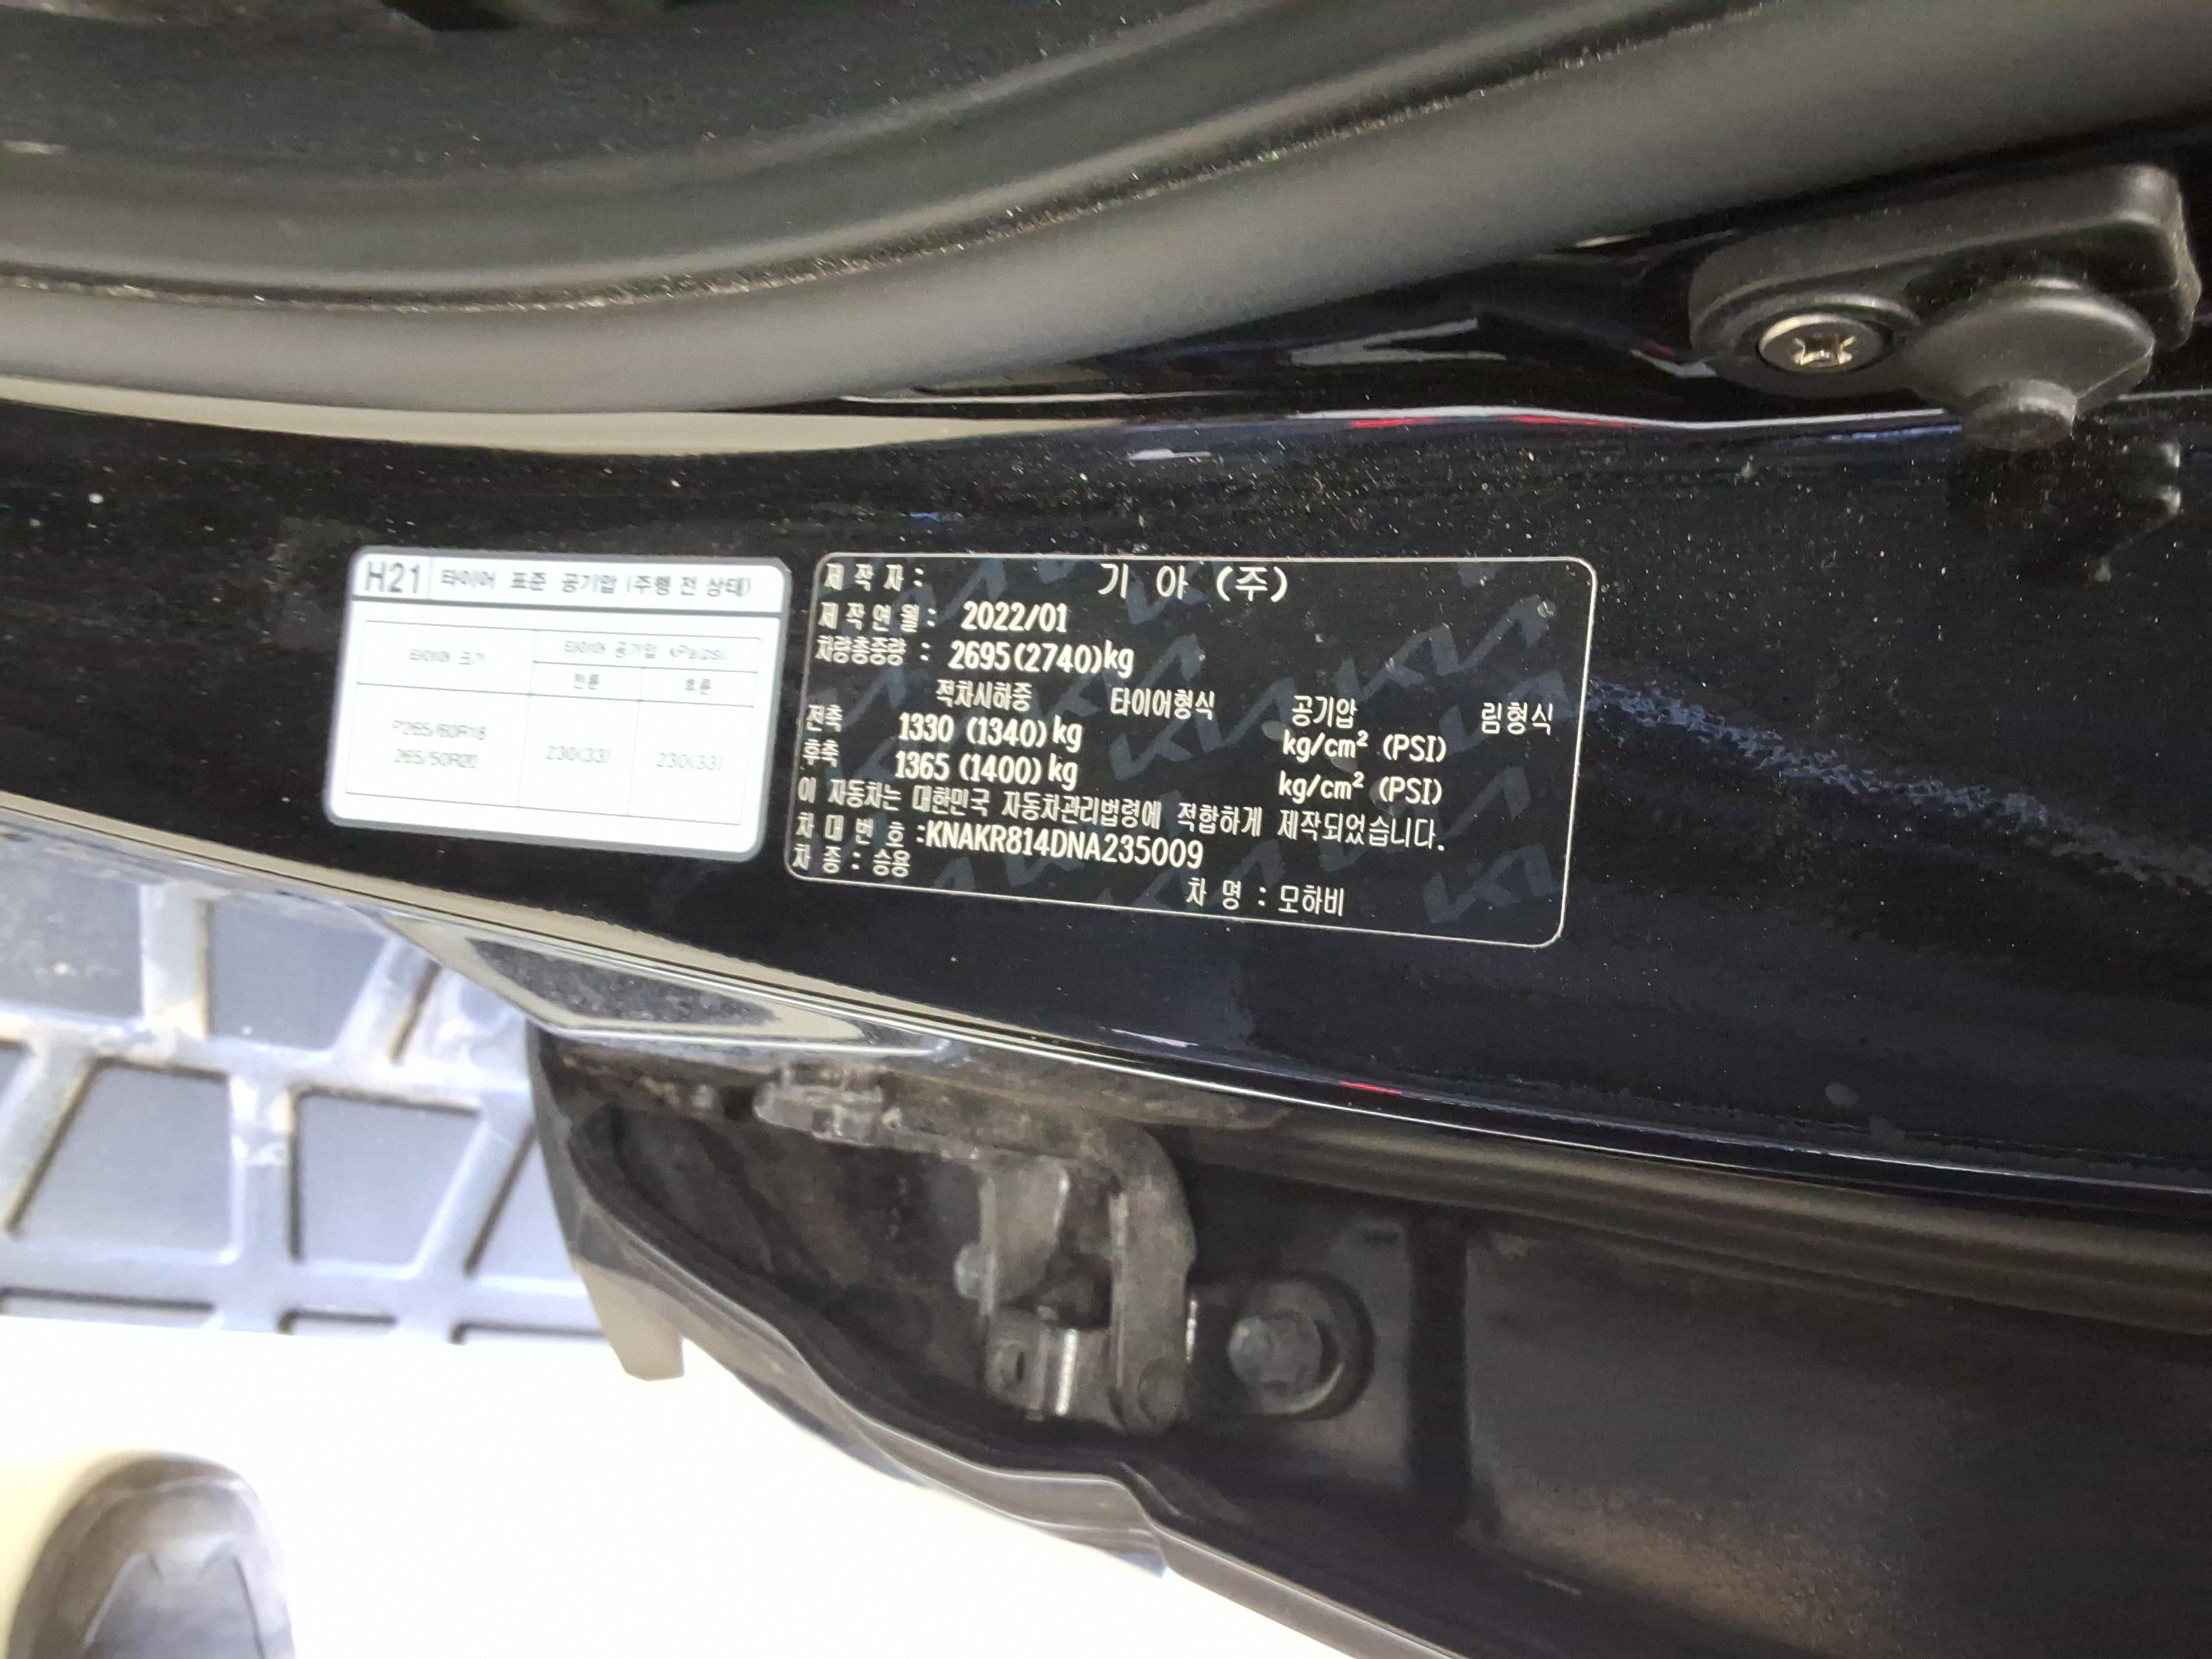 H21 타이어 표준 공기압 (주행 전 상태)
타이어 크기 타이어 공기압 kPa(psi)
전륜 후륜
P265/60R18 230(33) 230(33)
265/50R20
제 작 자 : 기 아 (주)
제 작 연 월 : 2022/01
차량총중량 : 2695(2740)kg
적차시하중 타이어형식 공기압 림형식
전축 1330 (1340) kg kg/cm² (PSI)
후축 1365 (1400) kg kg/cm² (PSI)
이 자동차는 대한민국 자동차관리법령에 적합하게 제작되었습니다.
차 대 번 호 :KNAKR814DNA235009
차 종 : 승용 차 명 : 모하비